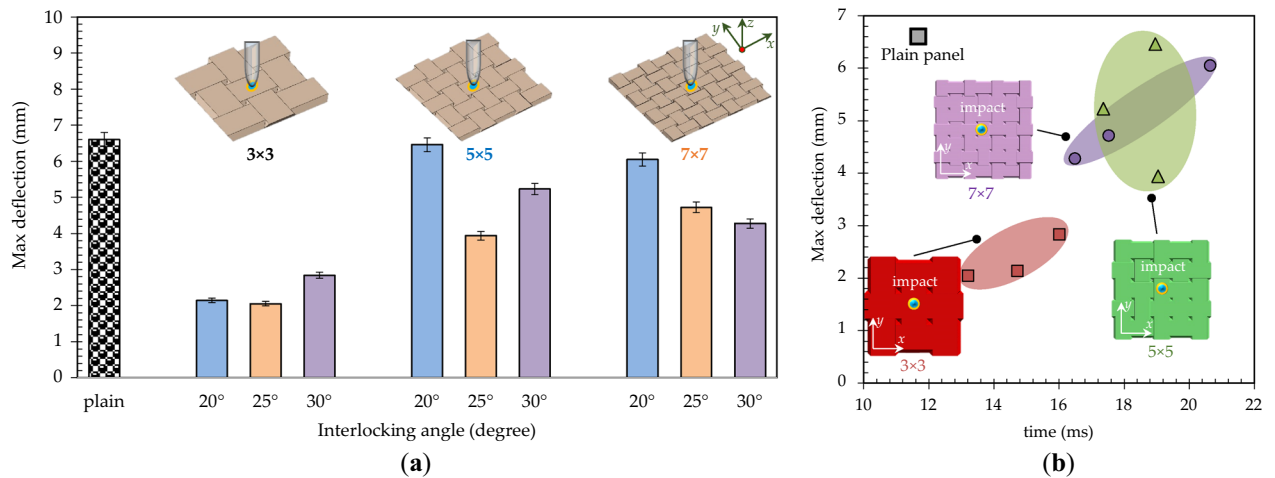 (a)
Max deflection (mm)
10
9
8
7
6
5
4
3
2
1
0
3×3
5×5
7×7
y
z
x
plain
20°
25°
30°
20°
25°
30°
20°
25°
30°
Interlocking angle (degree)
(b)
Max deflection (mm)
7
6
5
4
3
2
1
0
Plain panel
impact
y
x
7×7
impact
y
x
3×3
impact
y
x
5×5
10
12
14
16
18
20
22
time (ms)